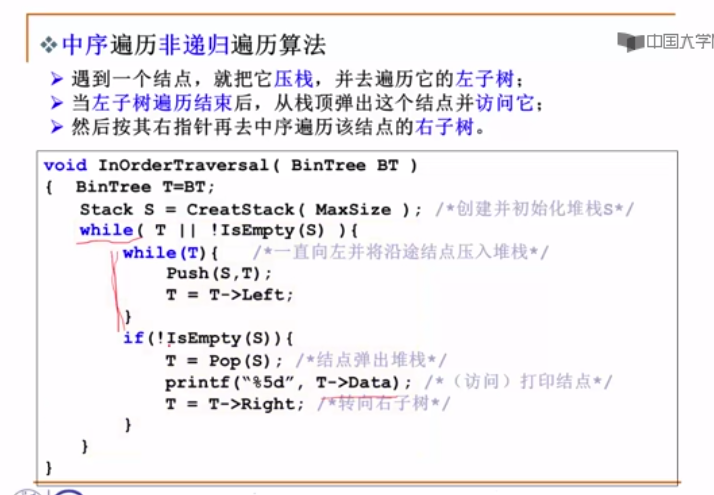 中国大学
❖中序遍历非递归遍历算法
➢ 遇到一个结点，就把它压栈，并去遍历它的左子树；
➢ 当左子树遍历结束后，从栈顶弹出这个结点并访问它；
➢ 然后按其右指针再去中序遍历该结点的右子树。
void InOrderTraversal( BinTree BT )
{  BinTree T=BT;
Stack S = CreatStack( MaxSize ); /*创建并初始化堆栈S*/
while( T || !IsEmpty(S) ){
while(T){ /*一直向左并将沿途结点压入堆栈*/
Push(S,T);
T = T->Left;
}
if(!IsEmpty(S)){
T = Pop(S); /*结点弹出堆栈*/
printf(“%5d”, T->Data); /*（访问）打印结点*/
T = T->Right; /*转向右子树*/
}
}
}